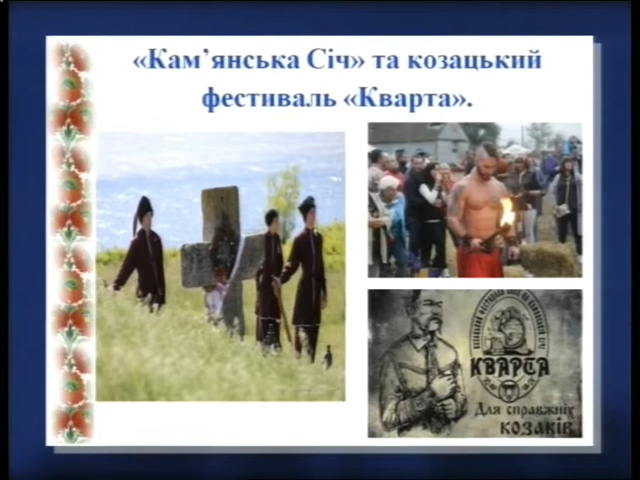 «Кам’янська Січ» та козацький
фестиваль «Кварта».
КВАРТА
Для справжніх
козаків